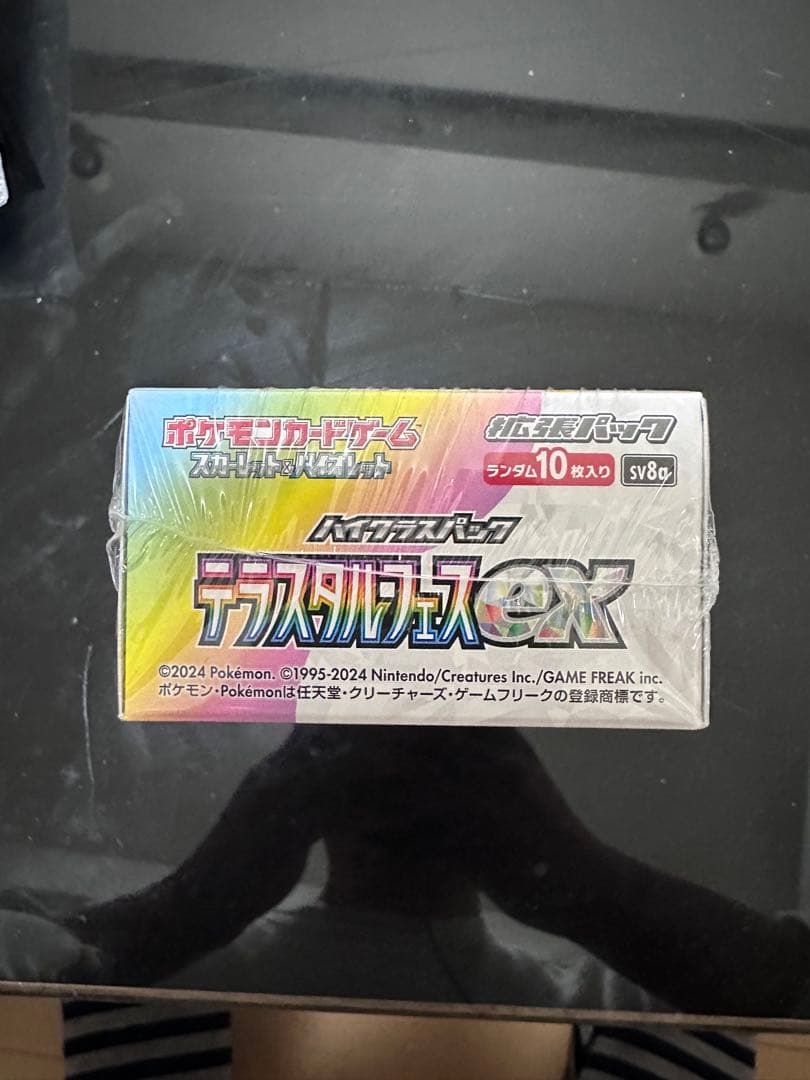 ポケモンカードゲーム
スカーレット&バイオレット
拡張パック
ランダム10枚入り
SV8a
ハイクラスパック
テラスタルフェスex
©2024 Pokémon. ©1995-2024 Nintendo/Creatures Inc./GAME FREAK inc.
ポケモン・Pokémonは任天堂・クリーチャーズ・ゲームフリークの登録商標です。